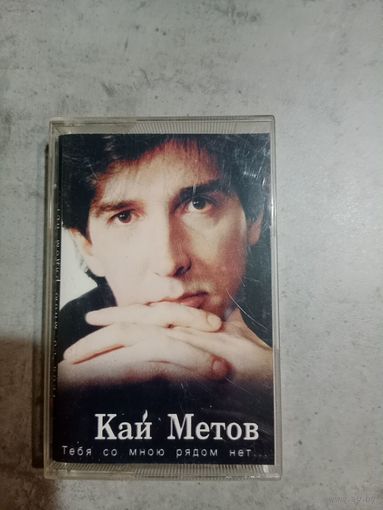 Кай Метов
Тебя со мною рядом нет...